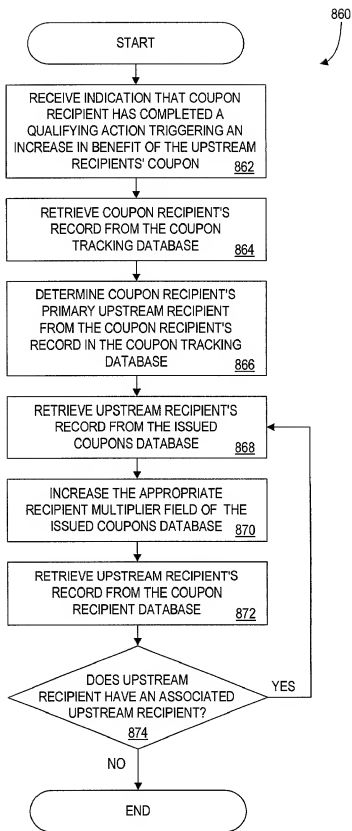 860
START
RECEIVE INDICATION THAT COUPON
RECIPIENT HAS COMPLETED A
QUALIFYING ACTION TRIGGERING AN
INCREASE IN BENEFIT OF THE UPSTREAM
RECIPIENTS' COUPON
862
RETRIEVE COUPON RECIPIENT'S
RECORD FROM THE COUPON
TRACKING DATABASE
864
DETERMINE COUPON RECIPIENT'S
PRIMARY UPSTREAM RECIPIENT
FROM THE COUPON RECIPIENT'S
RECORD IN THE COUPON TRACKING
DATABASE
866
RETRIEVE UPSTREAM RECIPIENT'S
RECORD FROM THE ISSUED
COUPONS DATABASE
868
INCREASE THE APPROPRIATE
RECIPIENT MULTIPLIER FIELD OF THE
ISSUED COUPONS DATABASE
870
RETRIEVE UPSTREAM RECIPIENT'S
RECORD FROM THE COUPON
RECIPIENT DATABASE
872
DOES UPSTREAM
RECIPIENT HAVE AN ASSOCIATED
UPSTREAM RECIPIENT?
874
YES
NO
END